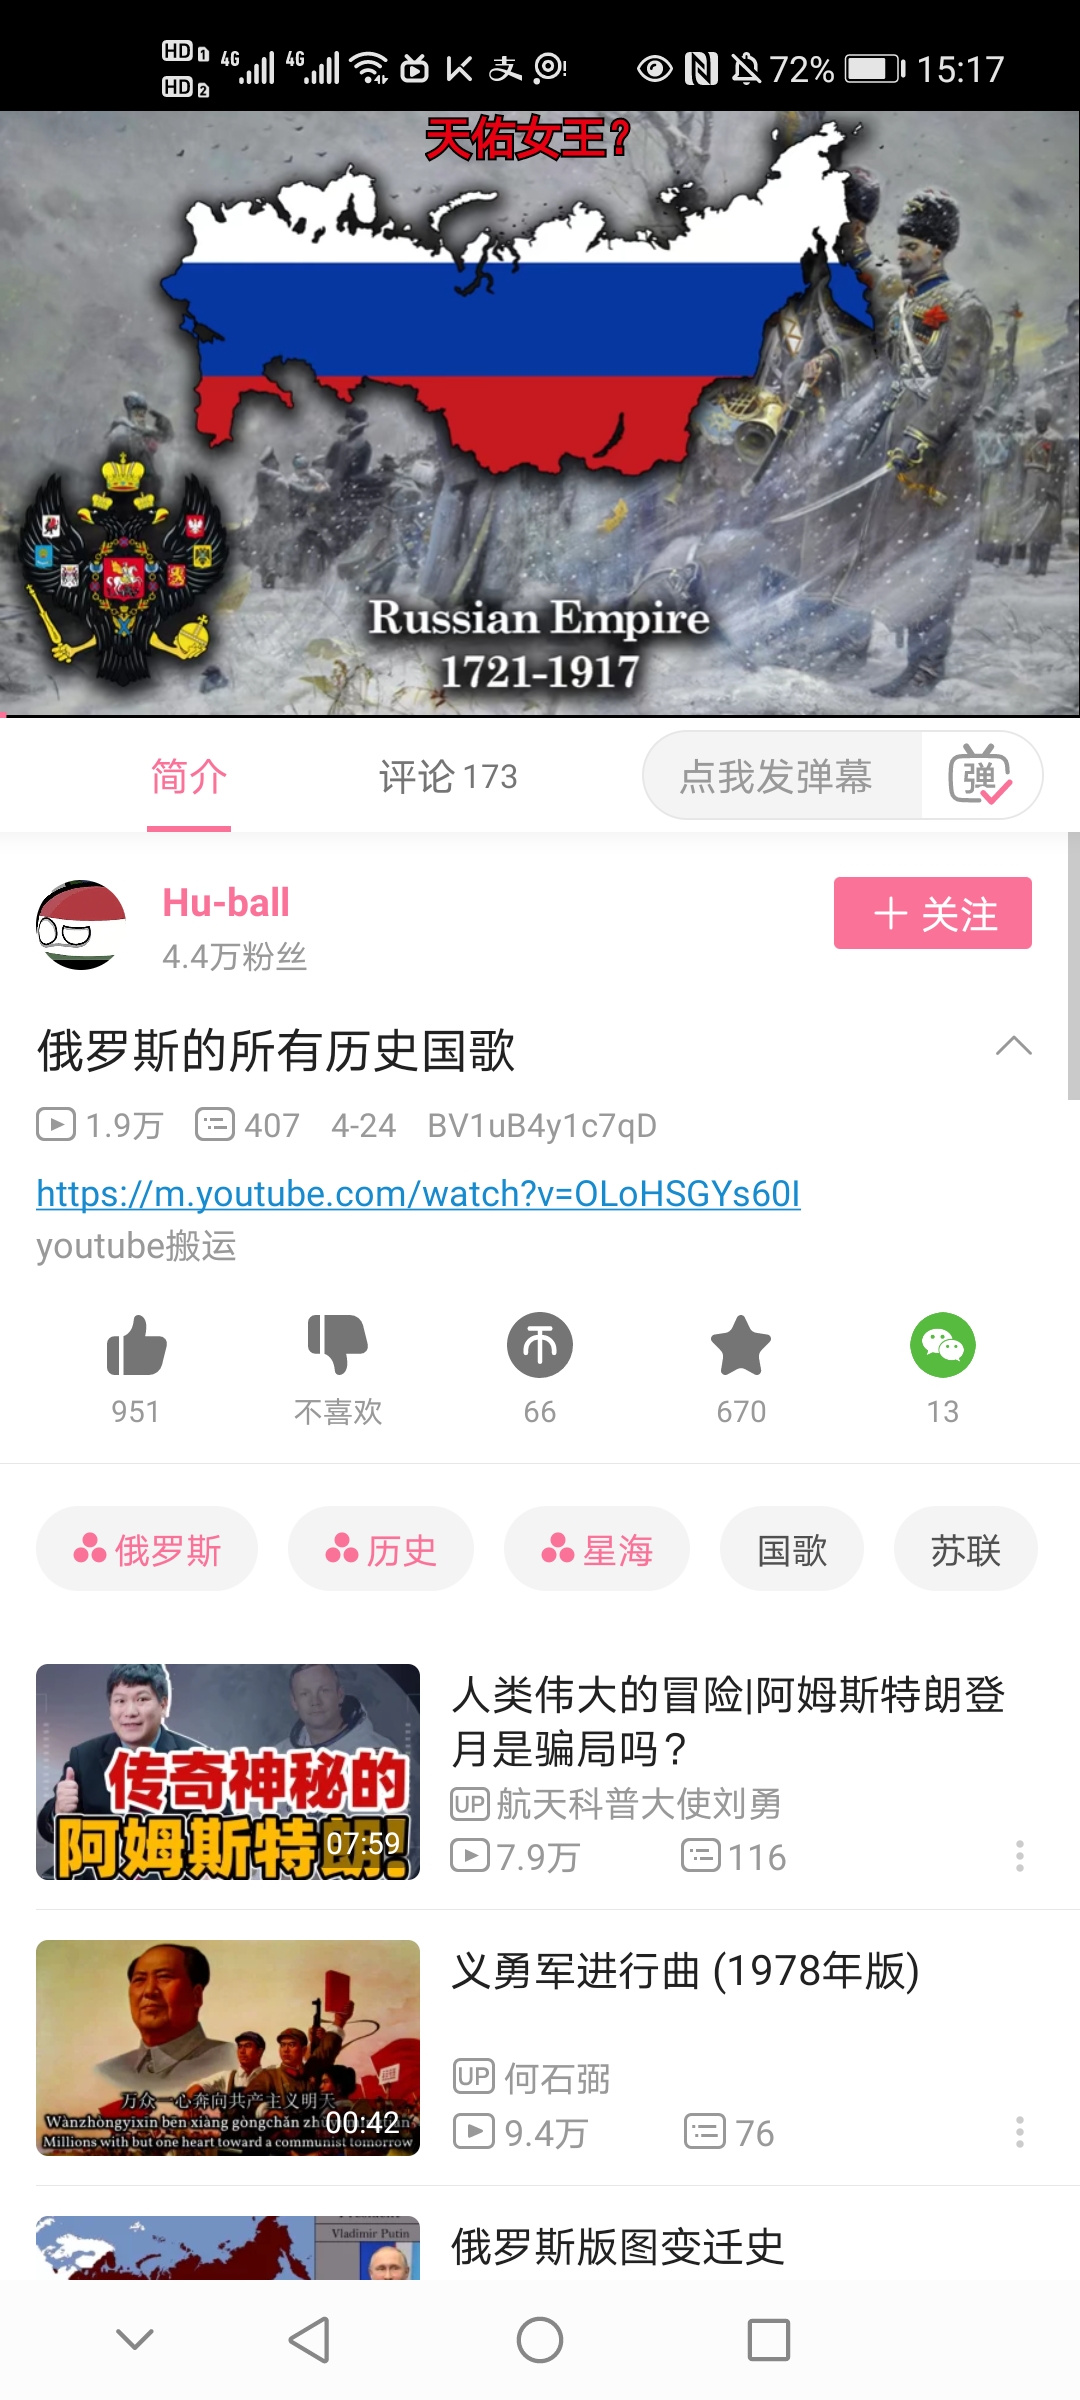 HD 1 4G 4G 72% 15:17
HD 2
天佑女王？
Russian Empire
1721-1917
简介 评论 173 点我发弹幕 弹
Hu-ball
4.4万粉丝
＋ 关注
俄罗斯的所有历史国歌
1.9万 407 4-24 BV1uB4y1c7qD
https://m.youtube.com/watch?v=OLoHSGYs60I
youtube搬运
951 不喜欢 66 670 13
俄罗斯 历史 星海 国歌 苏联
传奇神秘的
阿姆斯特朗!
07:59
人类伟大的冒险|阿姆斯特朗登
月是骗局吗？
UP 航天科普大使刘勇
7.9万 116
万众一心奔向共产主义明天
Wànzhòngyīxīn bēn xiàng gòngchǎn
Millions with but one heart toward a communist tomorrow
00:42
义勇军进行曲 (1978年版)
UP 何石弼
9.4万 76
Vladimir Putin
俄罗斯版图变迁史